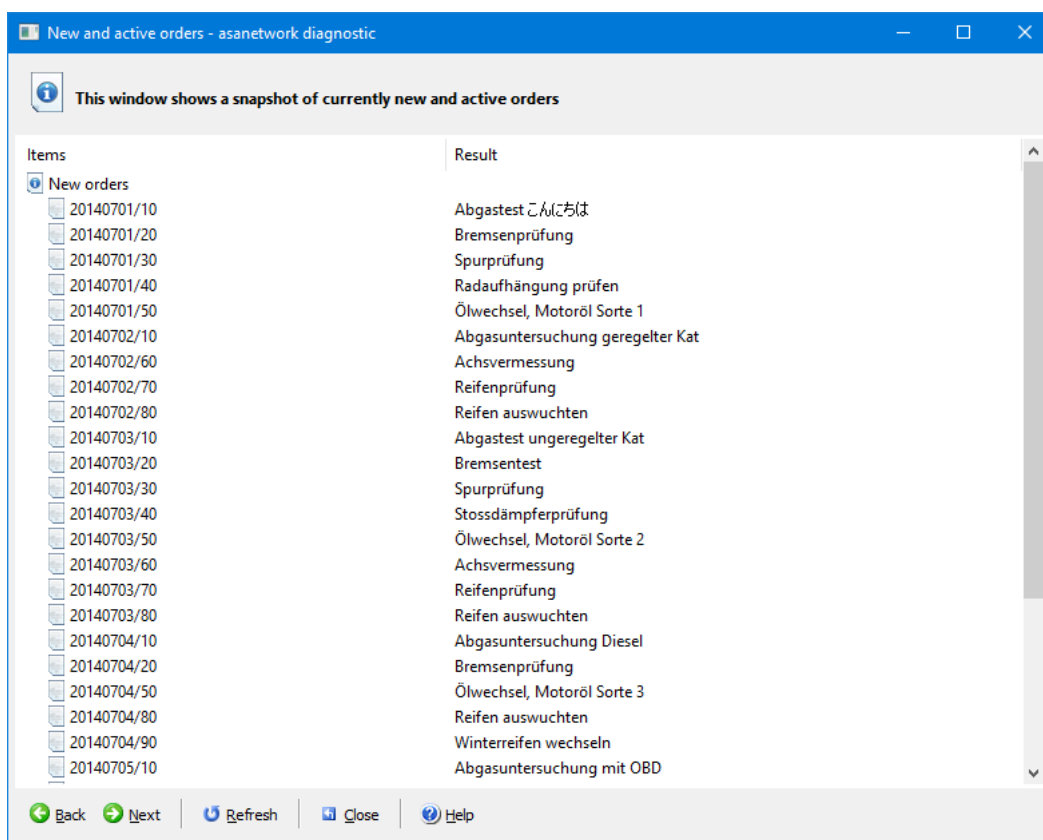 New and active orders - asanetwork diagnostic
This window shows a snapshot of currently new and active orders
Items Result
New orders
20140701/10 Abgastest こんにちは
20140701/20 Bremsenprüfung
20140701/30 Spurprüfung
20140701/40 Radaufhängung prüfen
20140701/50 Ölwechsel, Motoröl Sorte 1
20140702/10 Abgasuntersuchung geregelter Kat
20140702/60 Achsvermessung
20140702/70 Reifenprüfung
20140702/80 Reifen auswuchten
20140703/10 Abgastest ungeregelter Kat
20140703/20 Bremsentest
20140703/30 Spurprüfung
20140703/40 Stossdämpferprüfung
20140703/50 Ölwechsel, Motoröl Sorte 2
20140703/60 Achsvermessung
20140703/70 Reifenprüfung
20140703/80 Reifen auswuchten
20140704/10 Abgasuntersuchung Diesel
20140704/20 Bremsenprüfung
20140704/50 Ölwechsel, Motoröl Sorte 3
20140704/80 Reifen auswuchten
20140704/90 Winterreifen wechseln
20140705/10 Abgasuntersuchung mit OBD
Back Next Refresh Close Help